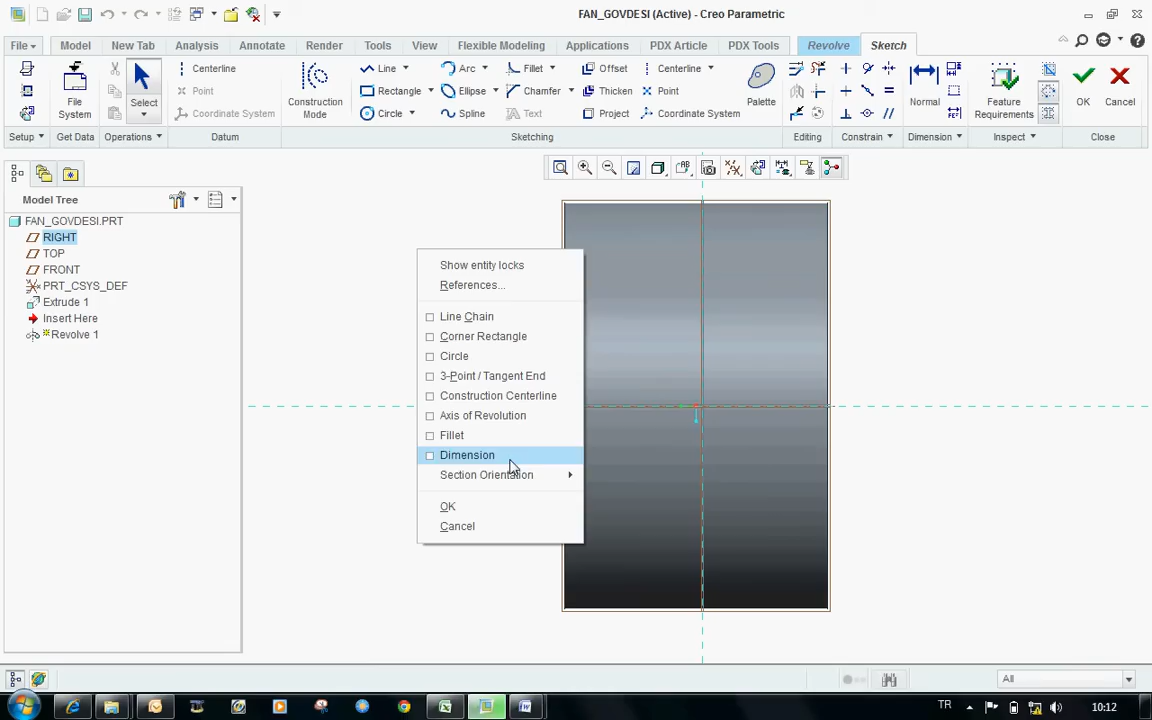 FAN_GOVDESI (Active) - Creo Parametric
File Model New Tab Analysis Annotate Render Tools View Flexible Modeling Applications PDX Article PDX Tools Revolve Sketch
File System
Select
Centerline
Point
Coordinate System
Construction Mode
Line Arc Fillet Offset Centerline
Rectangle Ellipse Chamfer Thicken Point
Circle Spline Text Project Coordinate System
Palette
Normal
Feature Requirements
OK
Cancel
Setup Get Data Operations Datum Sketching Editing Constrain Dimension Inspect Close
Model Tree
FAN_GOVDESI.PRT
RIGHT
TOP
FRONT
PRT_CSYS_DEF
Extrude 1
Insert Here
Revolve 1
Show entity locks
References...
Line Chain
Corner Rectangle
Circle
3-Point / Tangent End
Construction Centerline
Axis of Revolution
Fillet
Dimension
Section Orientation
OK
Cancel
All
TR
10:12